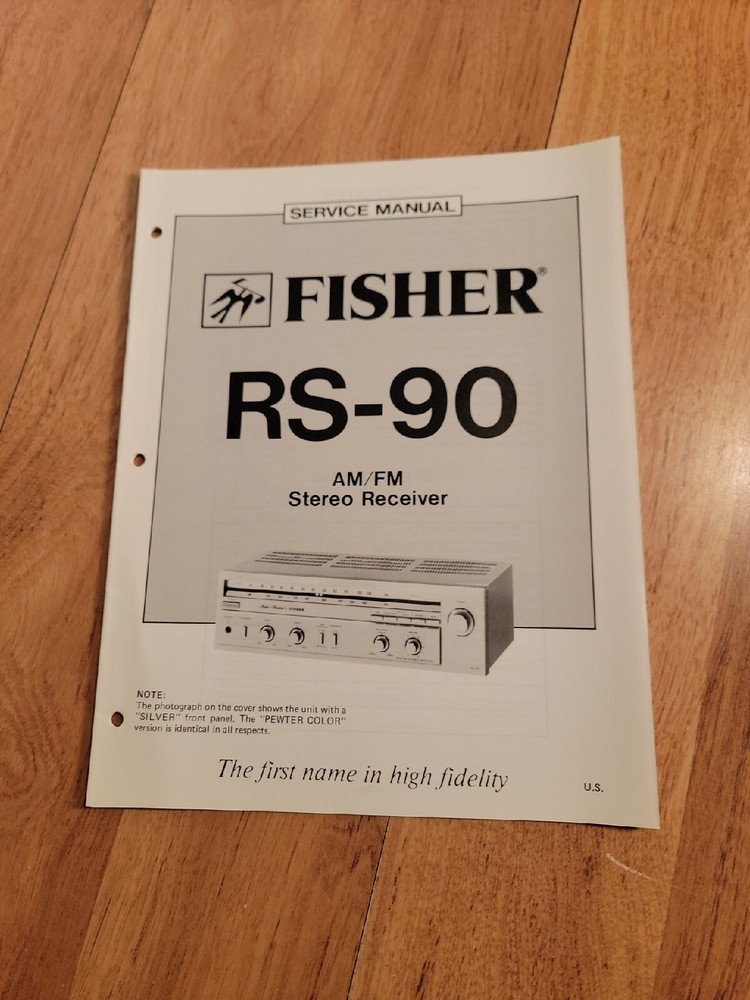 SERVICE MANUAL
FISHER®
RS-90
AM/FM
Stereo Receiver
NOTE:
The photograph on the cover shows the unit with a
"SILVER" front panel. The "PEWTER COLOR"
version is identical in all respects.
The first name in high fidelity
U.S.